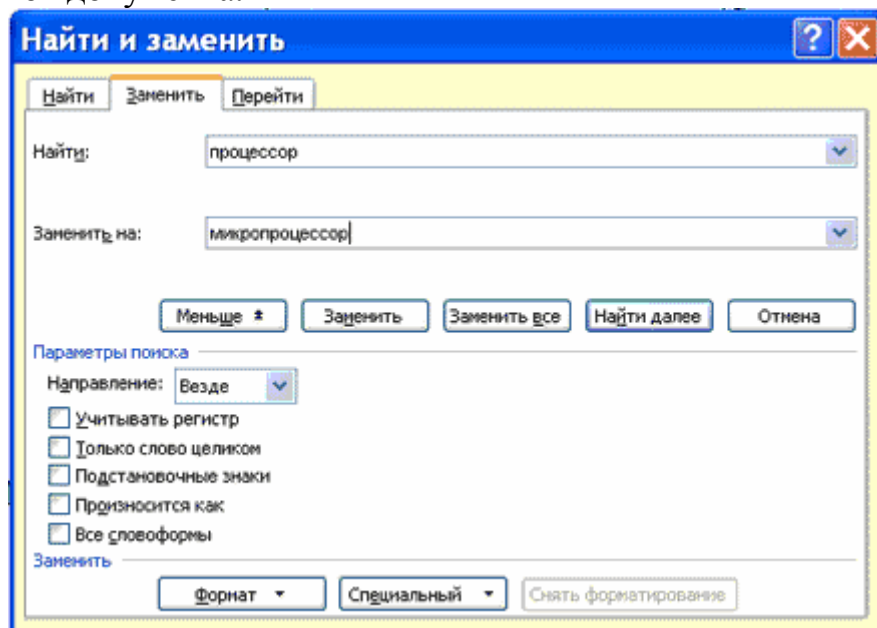 Найти и заменить
Найти Заменить Перейти
Найти: процессор
Заменить на: микропроцессор
Меньше Заменить Заменить все Найти далее Отмена
Параметры поиска
Направление: Везде
Учитывать регистр
Только слово целиком
Подстановочные знаки
Произносится как
Все словоформы
Заменить
Формат Специальный Снять форматирование